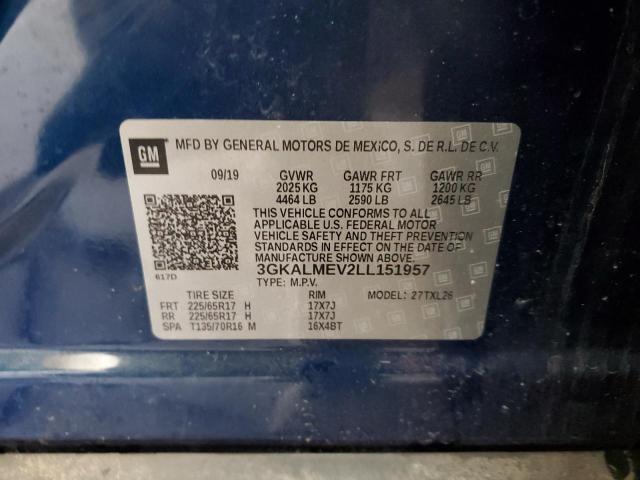 GM
MFD BY GENERAL MOTORS DE MEXICO, S. DE R.L. DE C.V.
09/19 GVWR GAWR FRT GAWR RR
2025 KG 1175 KG 1200 KG
4464 LB 2590 LB 2645 LB
THIS VEHICLE CONFORMS TO ALL
APPLICABLE U.S. FEDERAL MOTOR
VEHICLE SAFETY AND THEFT PREVENTION
STANDARDS IN EFFECT ON THE DATE OF
MANUFACTURE SHOWN ABOVE.
3GKALMEV2LL151957
617D TYPE: M.P.V.
TIRE SIZE RIM MODEL: 27TXL26
FRT 225/65R17 H 17X7J
RR 225/65R17 H 17X7J
SPA T135/70R16 M 16X4BT